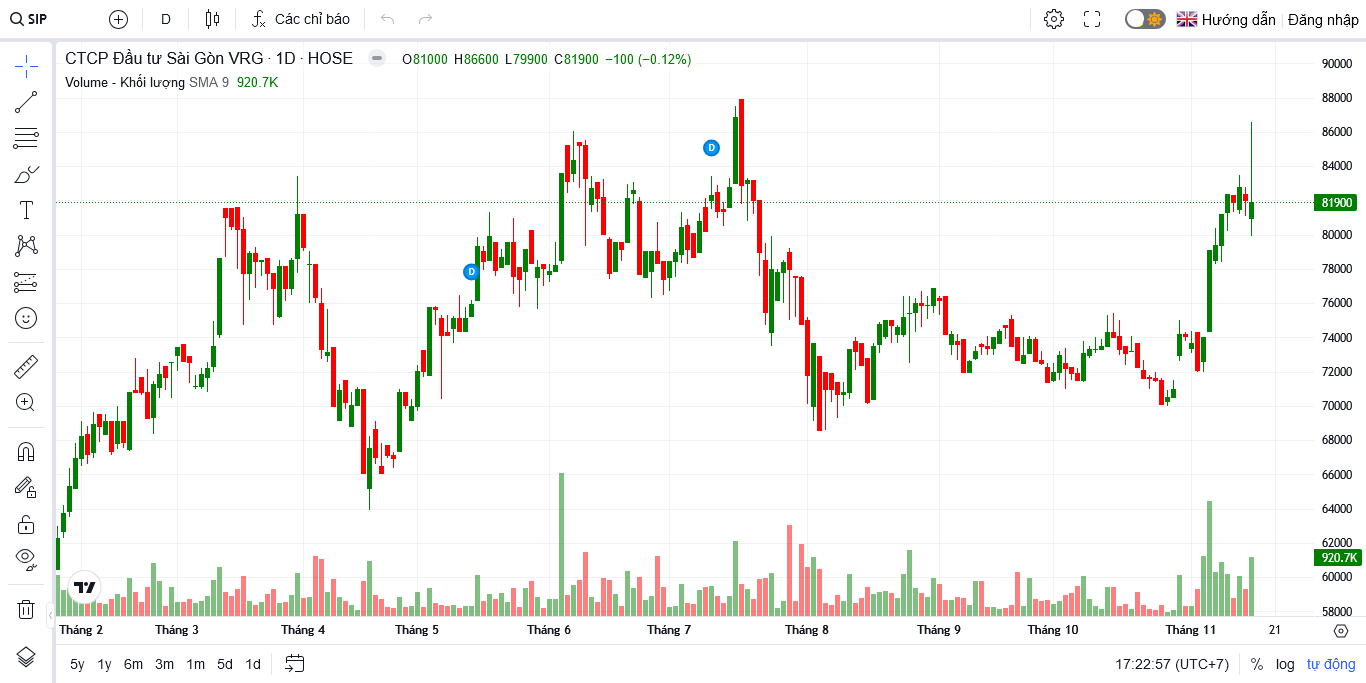 SIP D Các chỉ báo Hướng dẫn Đăng nhập
CTCP Đầu tư Sài Gòn VRG · 1D · HOSE O81000 H86600 L79900 C81900 −100 (−0.12%)
Volume - Khối lượng SMA 9 920.7K
90000
88000
86000
84000
81900
80000
78000
76000
74000
72000
70000
68000
66000
64000
62000
920.7K
60000
58000
D
D
Tháng 2 Tháng 3 Tháng 4 Tháng 5 Tháng 6 Tháng 7 Tháng 8 Tháng 9 Tháng 10 Tháng 11 21
5y 1y 6m 3m 1m 5d 1d 17:22:57 (UTC+7) % log tự động